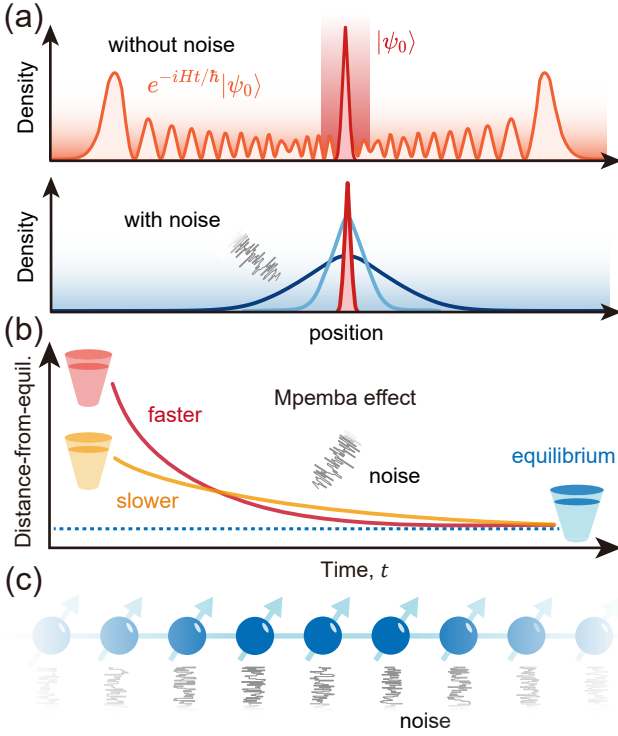 (a)
without noise
|ψ₀⟩
e^{-iHt/ħ}|ψ₀⟩
Density
with noise
Density
position
(b)
Mpemba effect
faster
noise
equilibrium
slower
Distance-from-equil.
Time, t
(c)
noise